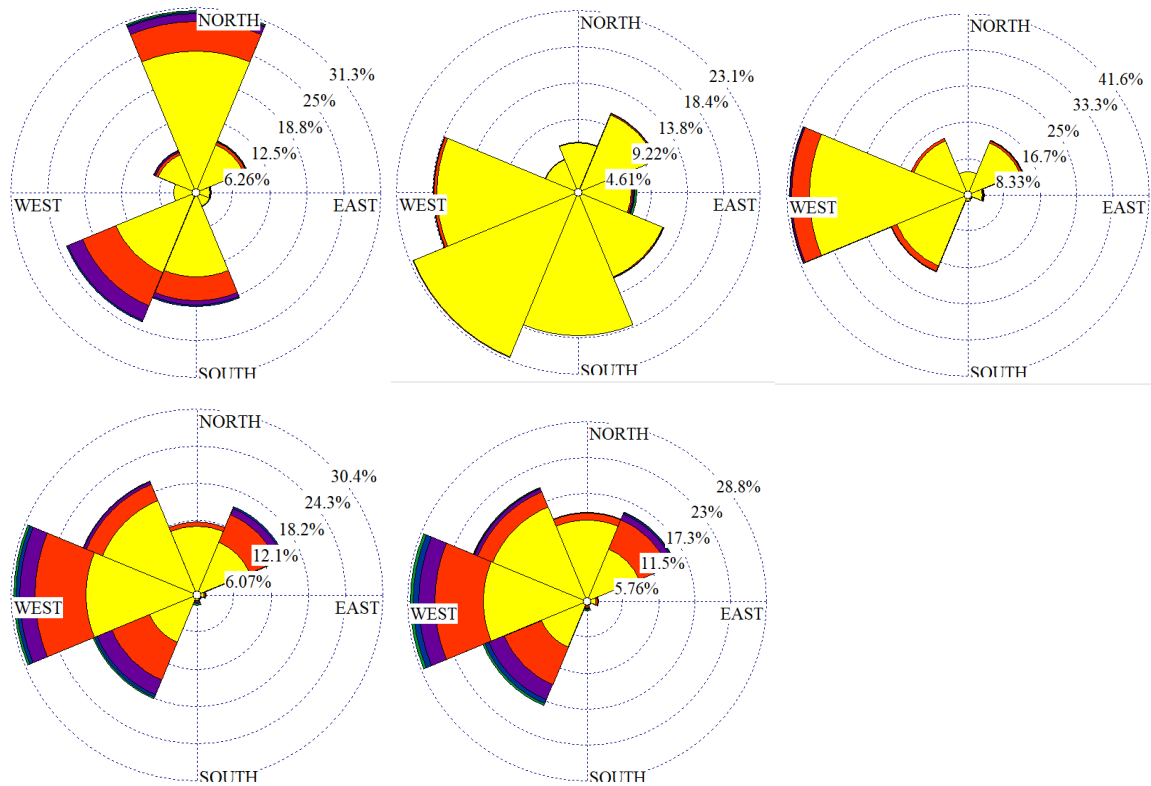 NORTH
31.3%
25%
18.8%
12.5%
6.26%
WEST
EAST
SOUTH
NORTH
23.1%
18.4%
13.8%
9.22%
4.61%
WEST
EAST
SOUTH
NORTH
41.6%
33.3%
25%
16.7%
8.33%
WEST
EAST
SOUTH
NORTH
30.4%
24.3%
18.2%
12.1%
6.07%
WEST
EAST
SOUTH
NORTH
28.8%
23%
17.3%
11.5%
5.76%
WEST
EAST
SOUTH